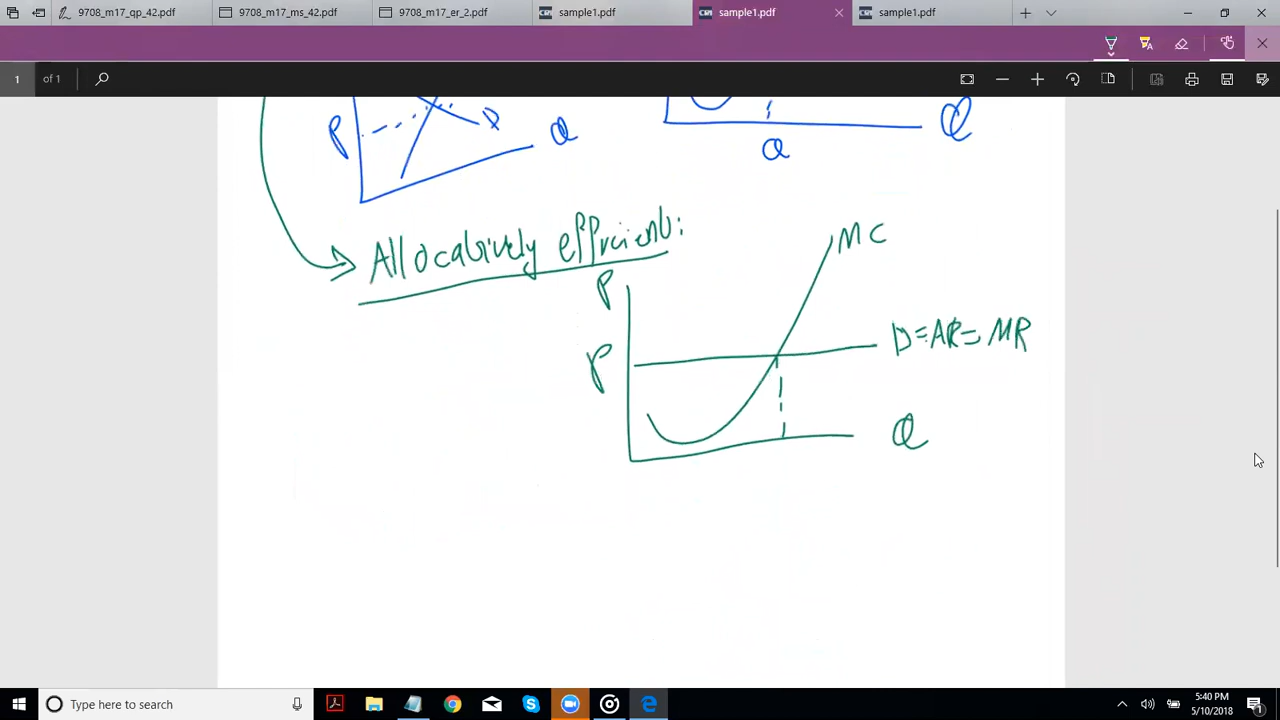 9708_m17_qp_42.pdf 9708_m17_ms_42.pdf 9708_m17_er_2.pdf sample1.pdf sample1.pdf sample1.pdf
1 of 1
P Q Q
Q
Allocatively efficient:
MC
P
P D=AR=MR
Q
Type here to search
5:40 PM
5/10/2018